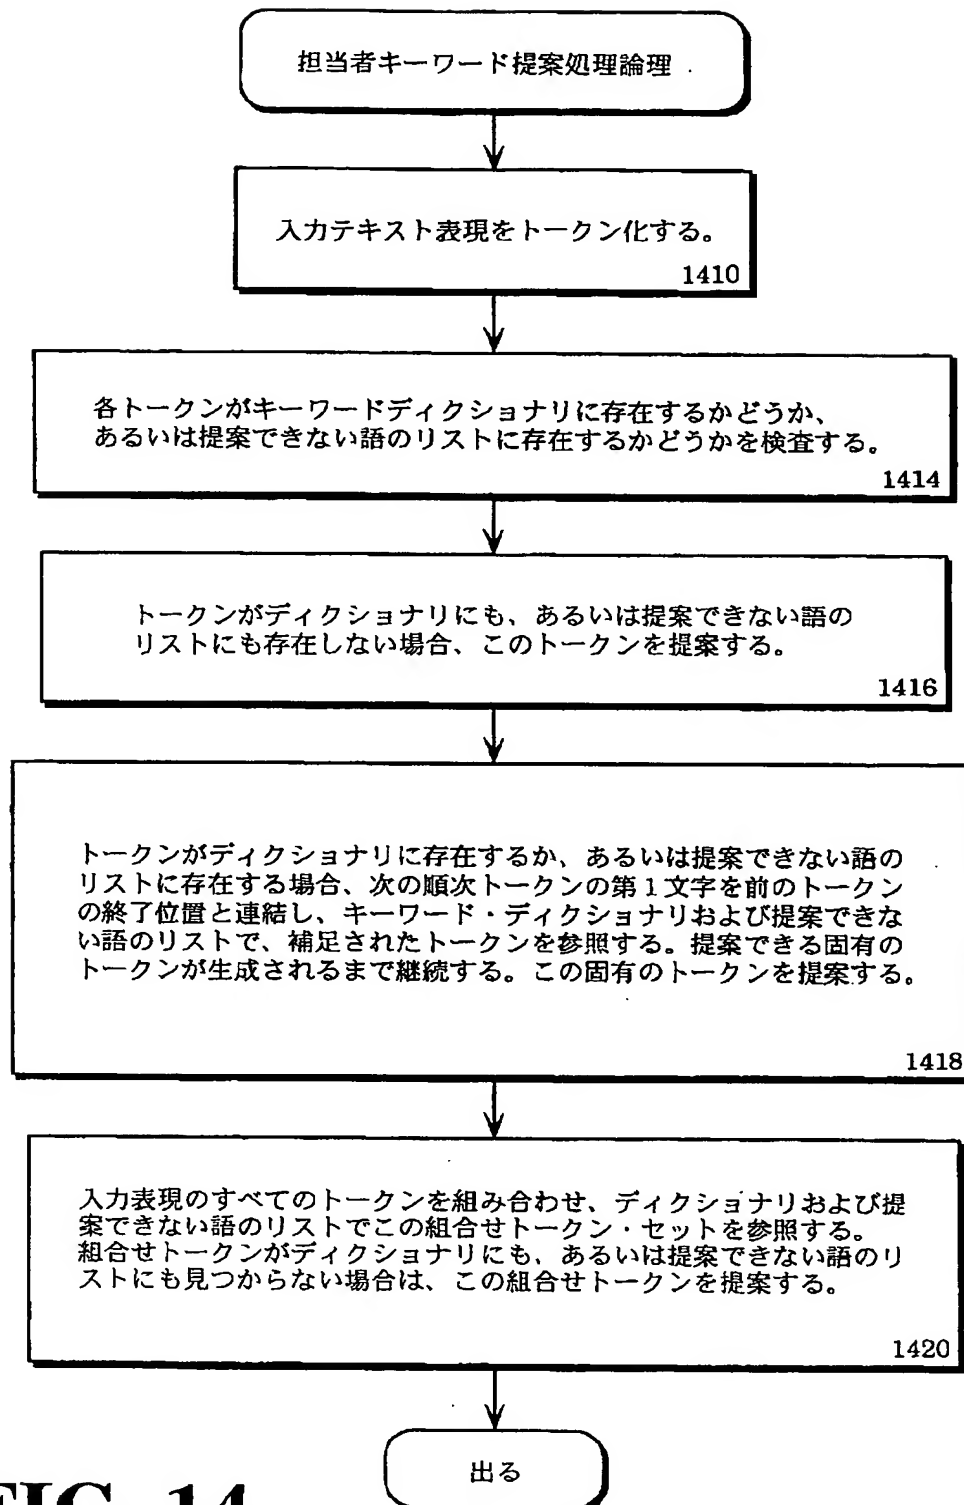 担当者キーワード提案処理論理
入力テキスト表現をトークン化する。
1410
各トークンがキーワードディクショナリに存在するかどうか、
あるいは提案できない語のリストに存在するかどうかを検査する。
1414
トークンがディクショナリにも、あるいは提案できない語の
リストにも存在しない場合、このトークンを提案する。
1416
トークンがディクショナリに存在するか、あるいは提案できない語の
リストに存在する場合、次の順次トークンの第1文字を前のトークン
の終了位置と連結し、キーワード・ディクショナリおよび提案できな
い語のリストで、補足されたトークンを参照する。提案できる固有の
トークンが生成されるまで継続する。この固有のトークンを提案する。
1418
入力表現のすべてのトークンを組み合わせ、ディクショナリおよび提
案できない語のリストでこの組合せトークン・セットを参照する。
組合せトークンがディクショナリにも、あるいは提案できない語のリ
ストにも見つからない場合は、この組合せトークンを提案する。
1420
出る
FIG. 14